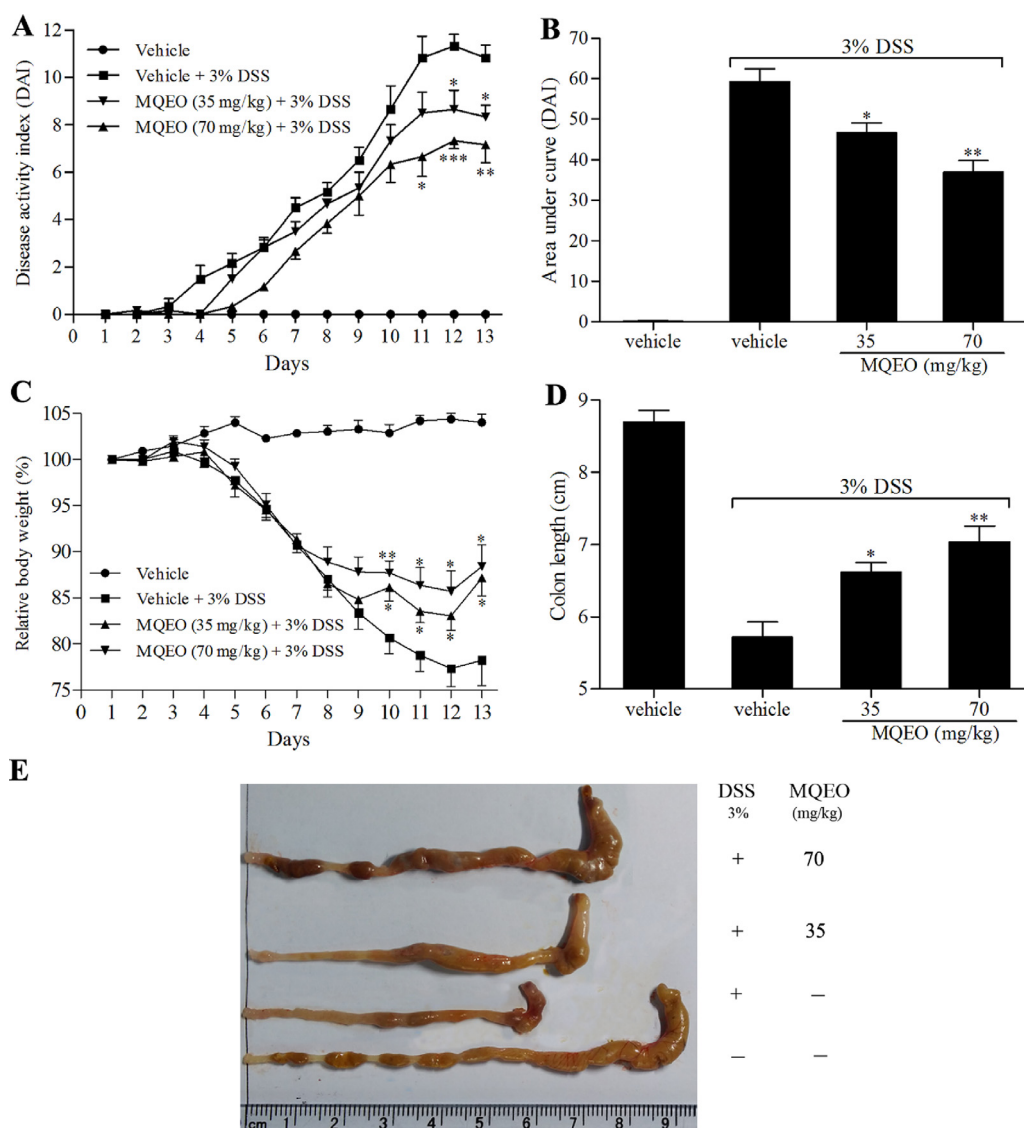 A
Disease activity index (DAI)
12
10
8
6
4
2
0
Vehicle
Vehicle + 3% DSS
MQEO (35 mg/kg) + 3% DSS
MQEO (70 mg/kg) + 3% DSS
*
*
***
**
*
0 1 2 3 4 5 6 7 8 9 10 11 12 13
Days
B
Area under curve (DAI)
70
60
50
40
30
20
10
0
3% DSS
*
**
vehicle vehicle 35 70
MQEO (mg/kg)
C
Relative body weight (%)
105
100
95
90
85
80
75
** * * *
* * * *
Vehicle
Vehicle + 3% DSS
MQEO (35 mg/kg) + 3% DSS
MQEO (70 mg/kg) + 3% DSS
0 1 2 3 4 5 6 7 8 9 10 11 12 13
Days
D
Colon length (cm)
9
8
7
6
5
3% DSS
*
**
vehicle vehicle 35 70
MQEO (mg/kg)
E
DSS MQEO
3% (mg/kg)
+ 70
+ 35
+ –
– –
cm 1 2 3 4 5 6 7 8 9